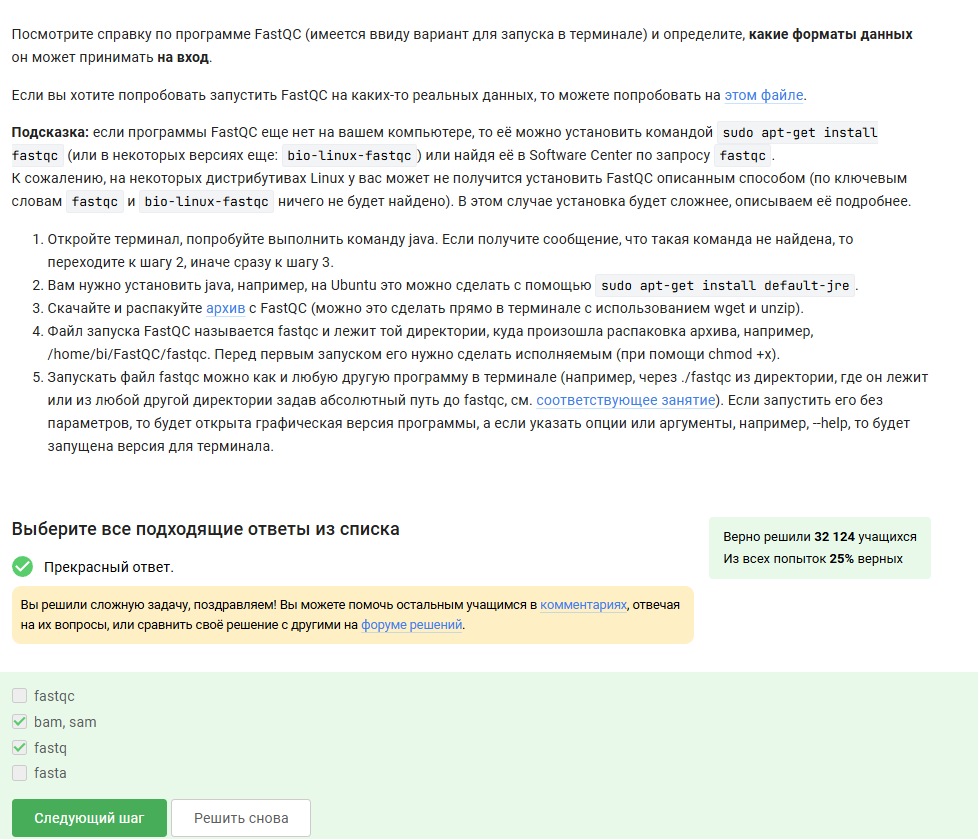 Посмотрите справку по программе FastQC (имеется ввиду вариант для запуска в терминале) и определите, какие форматы данных
он может принимать на вход.
Если вы хотите попробовать запустить FastQC на каких-то реальных данных, то можете попробовать на этом файле.
Подсказка: если программы FastQC еще нет на вашем компьютере, то её можно установить командой sudo apt-get install
fastqc (или в некоторых версиях еще: bio-linux-fastqc ) или найдя её в Software Center по запросу fastqc .
К сожалению, на некоторых дистрибутивах Linux у вас может не получится установить FastQC описанным способом (по ключевым
словам fastqc и bio-linux-fastqc ничего не будет найдено). В этом случае установка будет сложнее, описываем её подробнее.
1. Откройте терминал, попробуйте выполнить команду java. Если получите сообщение, что такая команда не найдена, то
переходите к шагу 2, иначе сразу к шагу 3.
2. Вам нужно установить java, например, на Ubuntu это можно сделать с помощью sudo apt-get install default-jre .
3. Скачайте и распакуйте архив с FastQC (можно это сделать прямо в терминале с использованием wget и unzip).
4. Файл запуска FastQC называется fastqc и лежит той директории, куда произошла распаковка архива, например,
/home/bi/FastQC/fastqc. Перед первым запуском его нужно сделать исполняемым (при помощи chmod +x).
5. Запускать файл fastqc можно как и любую другую программу в терминале (например, через ./fastqc из директории, где он лежит
или из любой другой директории задав абсолютный путь до fastqc, см. соответствующее занятие). Если запустить его без
параметров, то будет открыта графическая версия программы, а если указать опции или аргументы, например, --help, то будет
запущена версия для терминала.
Выберите все подходящие ответы из списка
Верно решили 32 124 учащихся
Из всех попыток 25% верных
Прекрасный ответ.
Вы решили сложную задачу, поздравляем! Вы можете помочь остальным учащимся в комментариях, отвечая
на их вопросы, или сравнить своё решение с другими на форуме решений.
fastqc
bam, sam
fastq
fasta
Следующий шаг
Решить снова